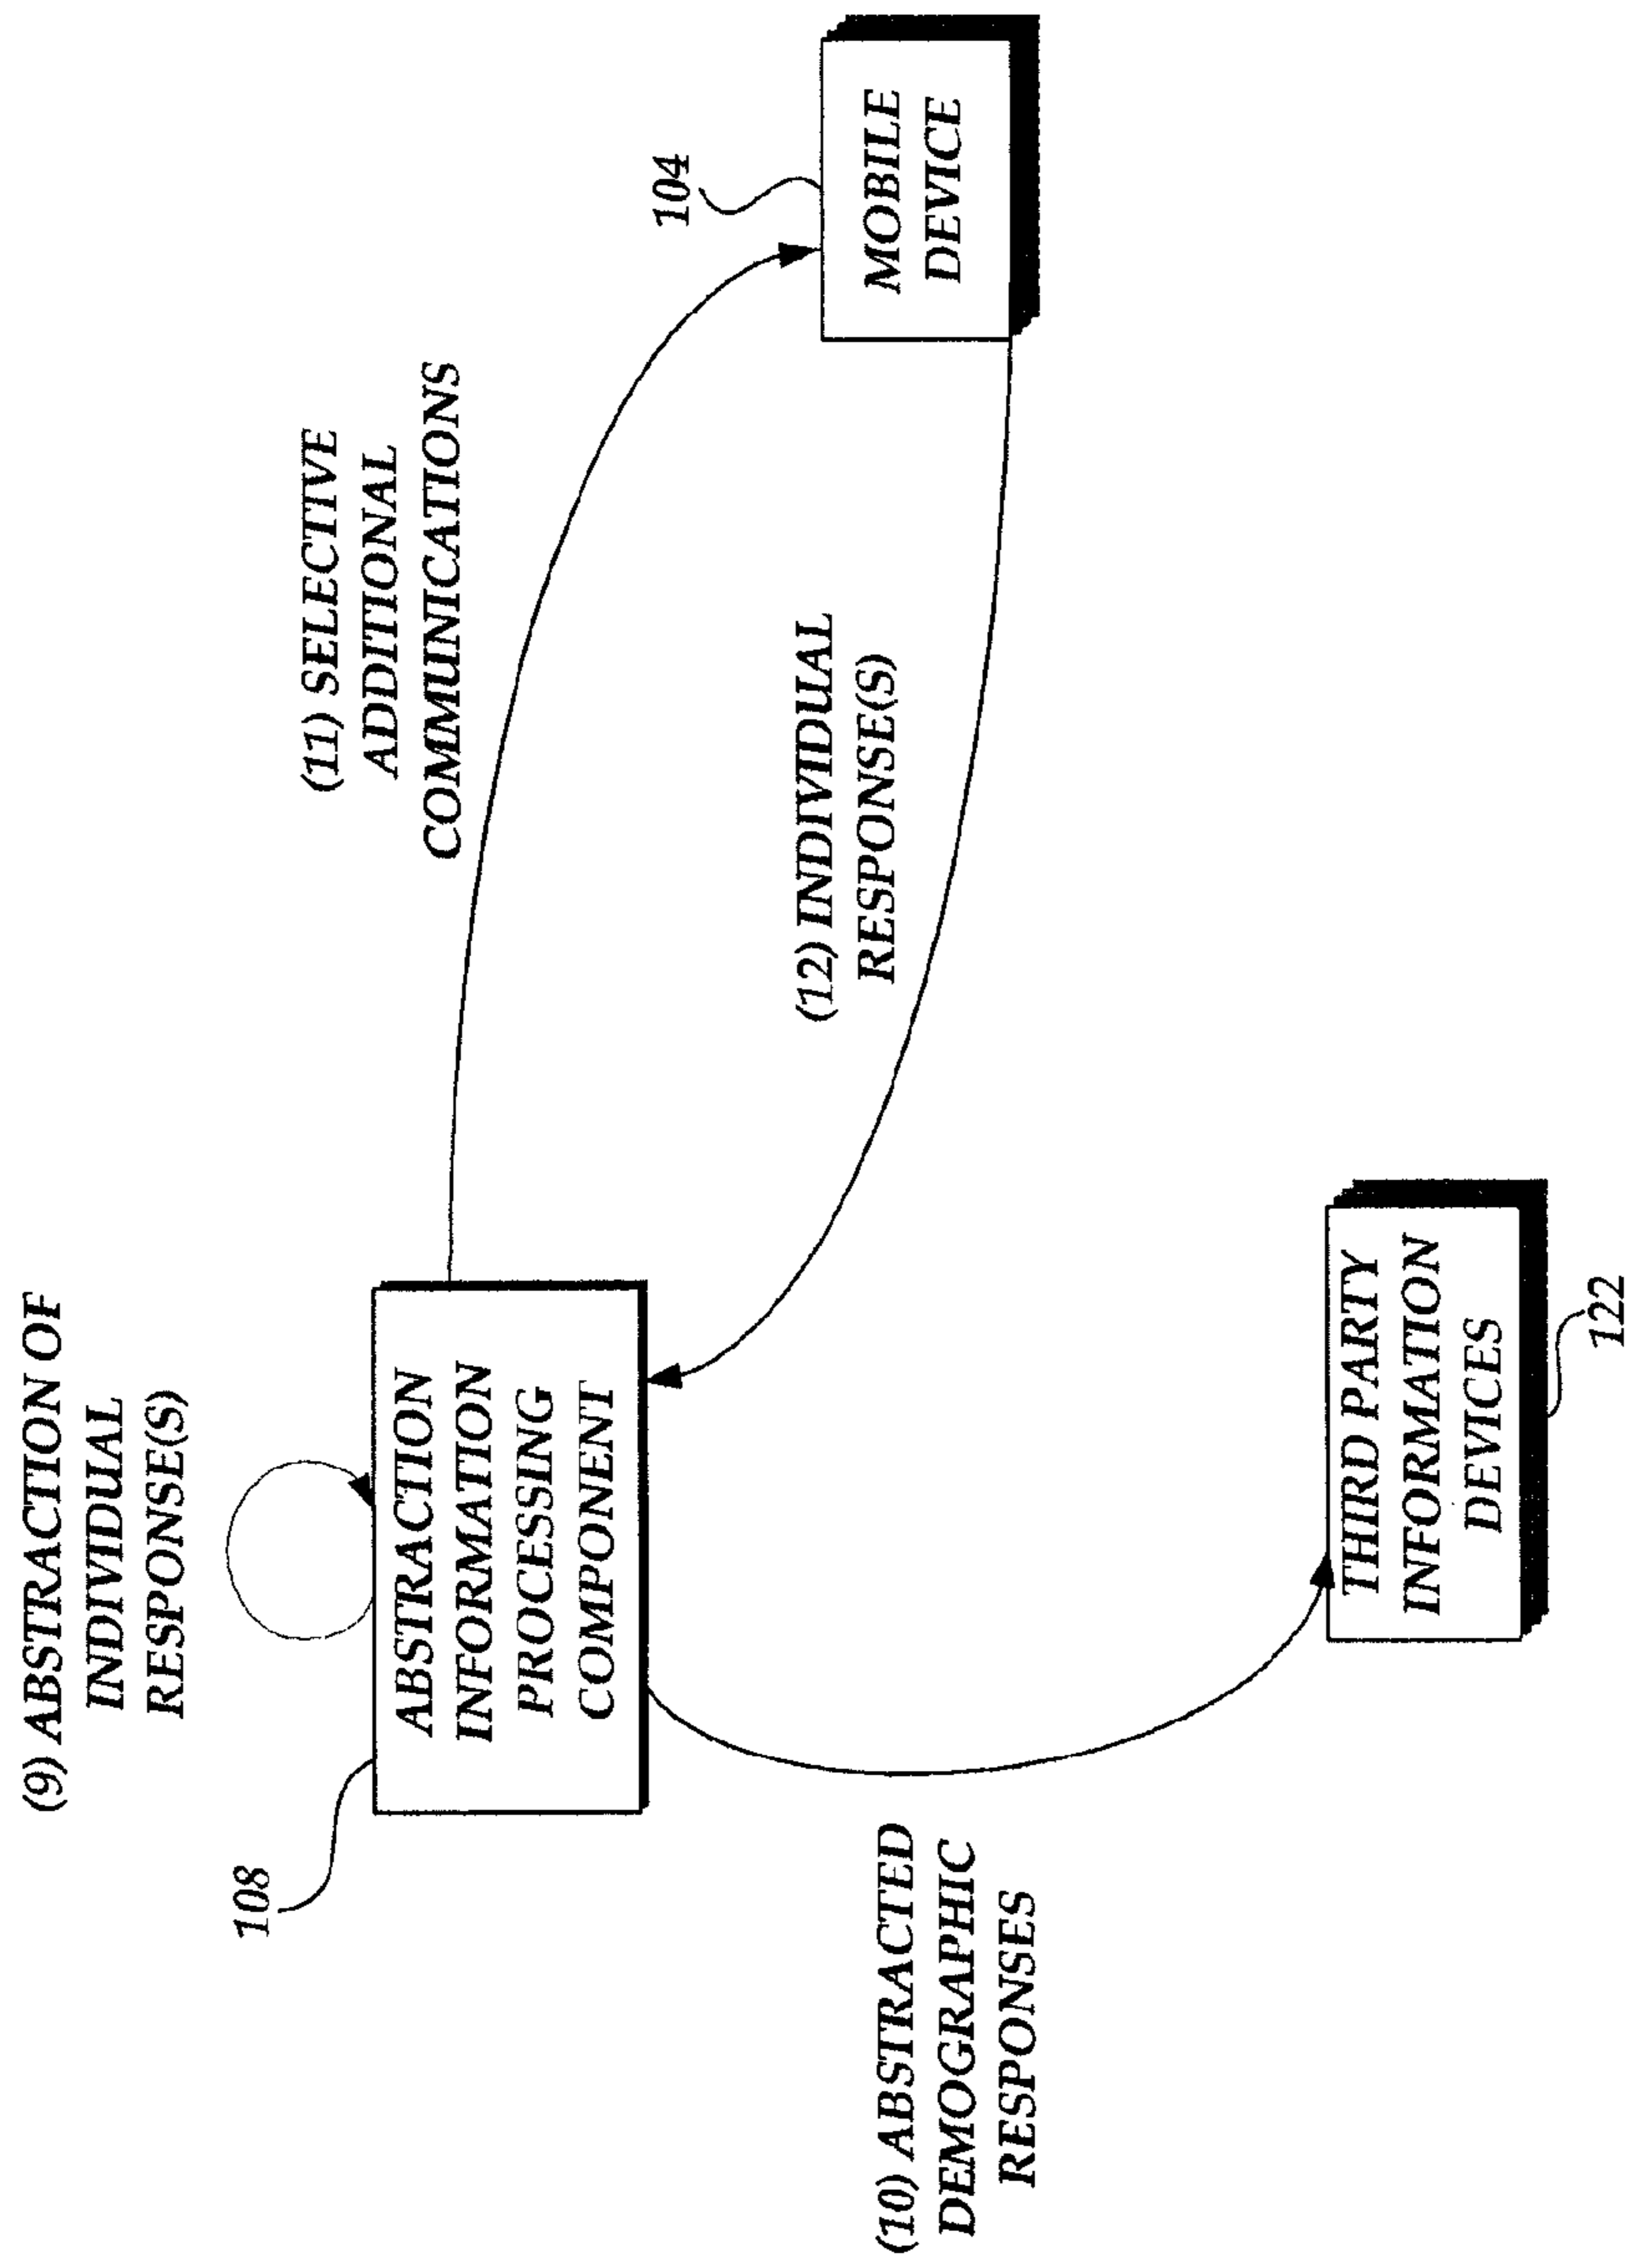 (9) ABSTRACTION OF
INDIVIDUAL
RESPONSE(S)
108
ABSTRACTION
INFORMATION
PROCESSING
COMPONENT
(11) SELECTIVE
ADDITIONAL
COMMUNICATIONS
104
MOBILE
DEVICE
(12) INDIVIDUAL
RESPONSE(S)
(10) ABSTRACTED
DEMOGRAPHIC
RESPONSES
THIRD PARTY
INFORMATION
DEVICES
122